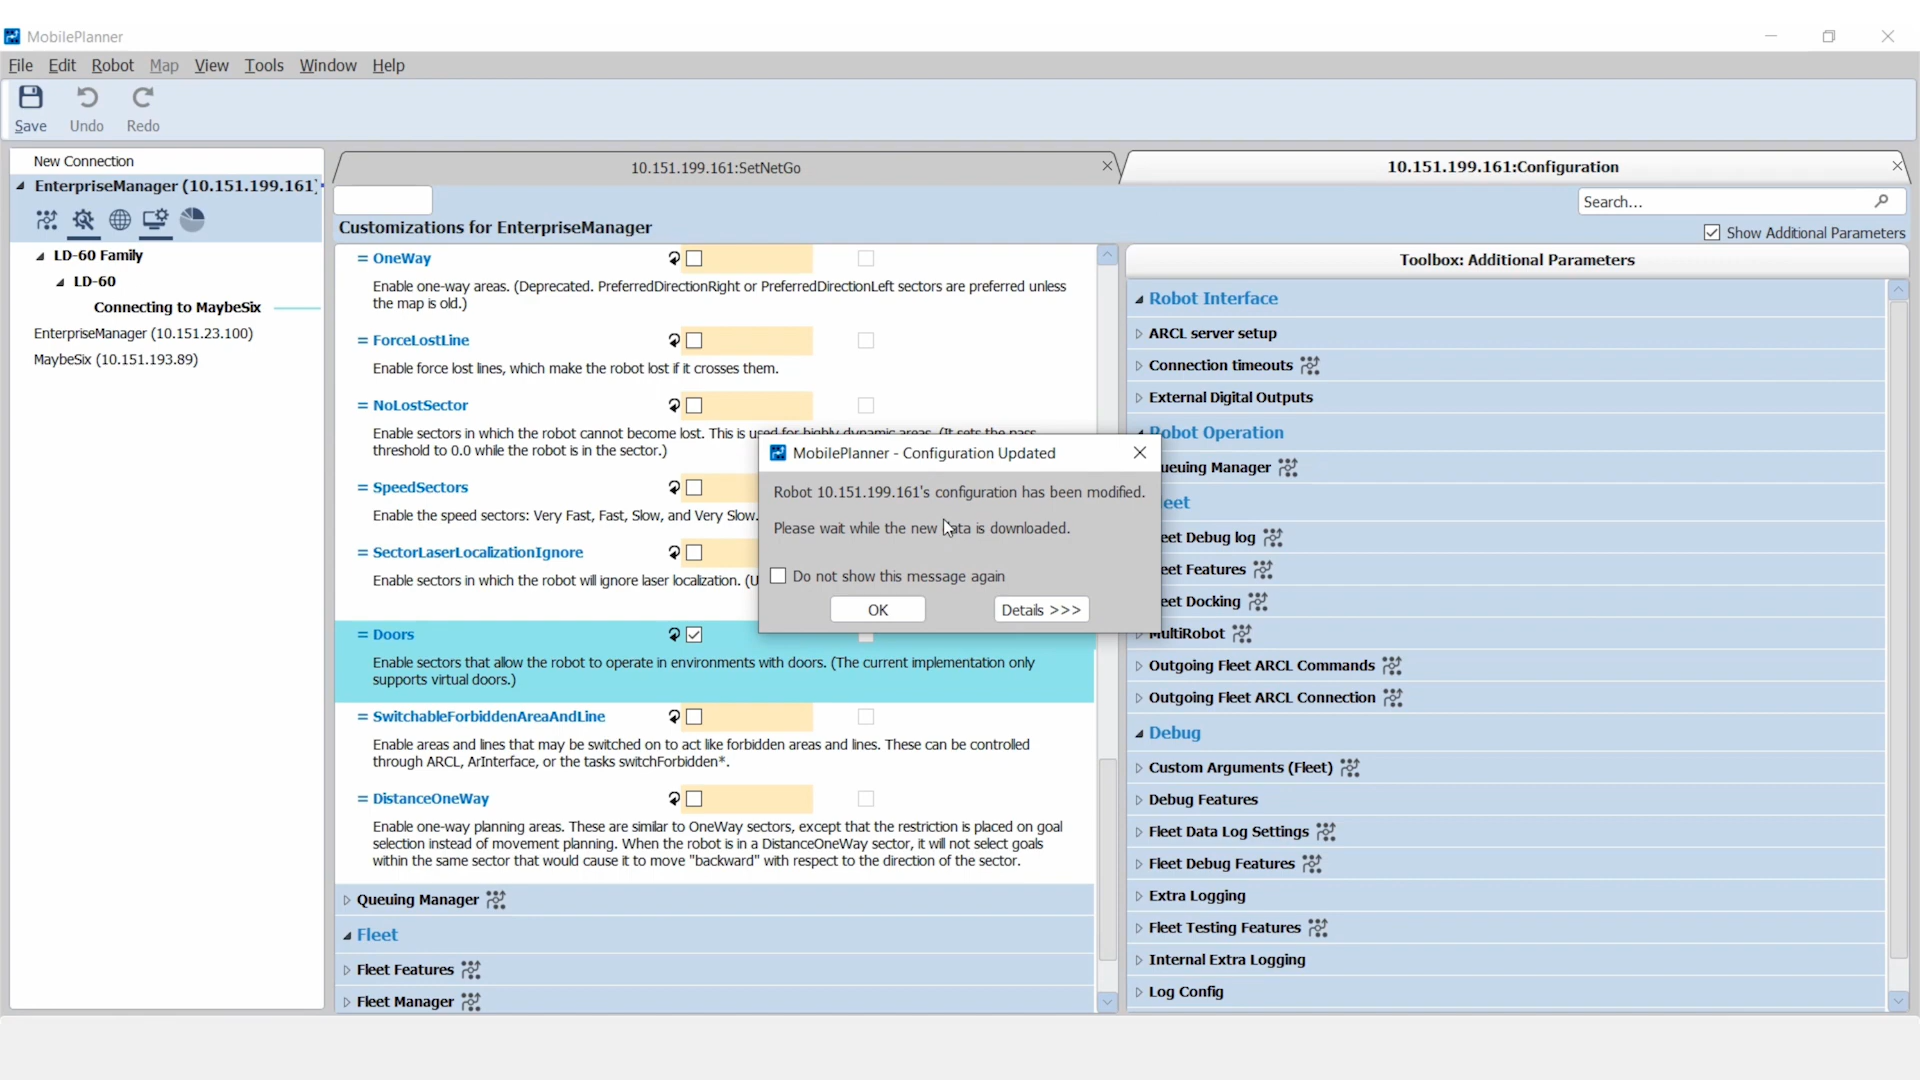 MobilePlanner
File Edit Robot Map View Tools Window Help
Save Undo Redo
New Connection
EnterpriseManager (10.151.199.161)
LD-60 Family
LD-60
Connecting to MaybeSix
EnterpriseManager (10.151.23.100)
MaybeSix (10.151.193.89)
10.151.199.161:SetNetGo
10.151.199.161:Configuration
Search...
Customizations for EnterpriseManager
Show Additional Parameters
= OneWay
Enable one-way areas. (Deprecated. PreferredDirectionRight or PreferredDirectionLeft sectors are preferred unless
the map is old.)
= ForceLostLine
Enable force lost lines, which make the robot lost if it crosses them.
= NoLostSector
Enable sectors in which the robot cannot become lost. This is used for highly dynamic areas. (It sets the pass
threshold to 0.0 while the robot is in the sector.)
= SpeedSectors
Enable the speed sectors: Very Fast, Fast, Slow, and Very Slow.
= SectorLaserLocalizationIgnore
Enable sectors in which the robot will ignore laser localization. (U
= Doors
Enable sectors that allow the robot to operate in environments with doors. (The current implementation only
supports virtual doors.)
= SwitchableForbiddenAreaAndLine
Enable areas and lines that may be switched on to act like forbidden areas and lines. These can be controlled
through ARCL, ArInterface, or the tasks switchForbidden*.
= DistanceOneWay
Enable one-way planning areas. These are similar to OneWay sectors, except that the restriction is placed on goal
selection instead of movement planning. When the robot is in a DistanceOneWay sector, it will not select goals
within the same sector that would cause it to move "backward" with respect to the direction of the sector.
Queuing Manager
Fleet
Fleet Features
Fleet Manager
MobilePlanner - Configuration Updated
Robot 10.151.199.161's configuration has been modified.
Please wait while the new data is downloaded.
Do not show this message again
OK
Details >>>
Toolbox: Additional Parameters
Robot Interface
ARCL server setup
Connection timeouts
External Digital Outputs
Robot Operation
ueuing Manager
eet
eet Debug log
eet Features
eet Docking
MultiRobot
Outgoing Fleet ARCL Commands
Outgoing Fleet ARCL Connection
Debug
Custom Arguments (Fleet)
Debug Features
Fleet Data Log Settings
Fleet Debug Features
Extra Logging
Fleet Testing Features
Internal Extra Logging
Log Config